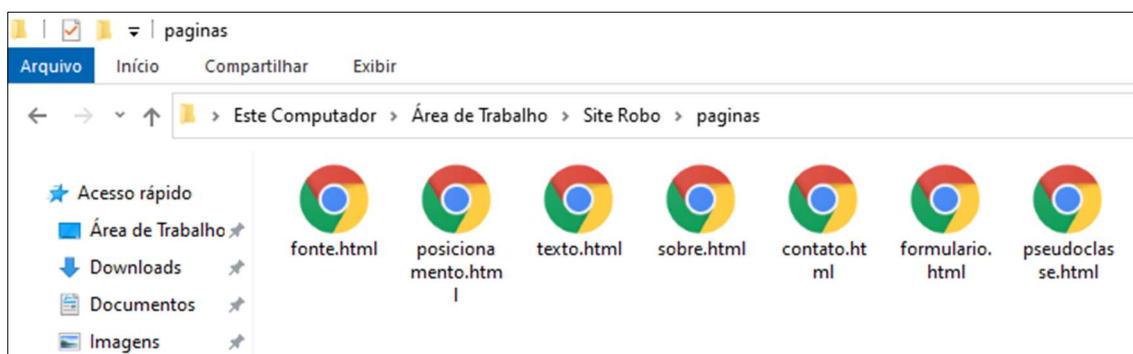 paginas
Arquivo Início Compartilhar Exibir
Este Computador > Área de Trabalho > Site Robo > paginas
Acesso rápido
Área de Trabalho
Downloads
Documentos
Imagens
fonte.html
posiciona
mento.htm
l
texto.html
sobre.html
contato.ht
ml
formulario.
html
pseudoclas
se.html